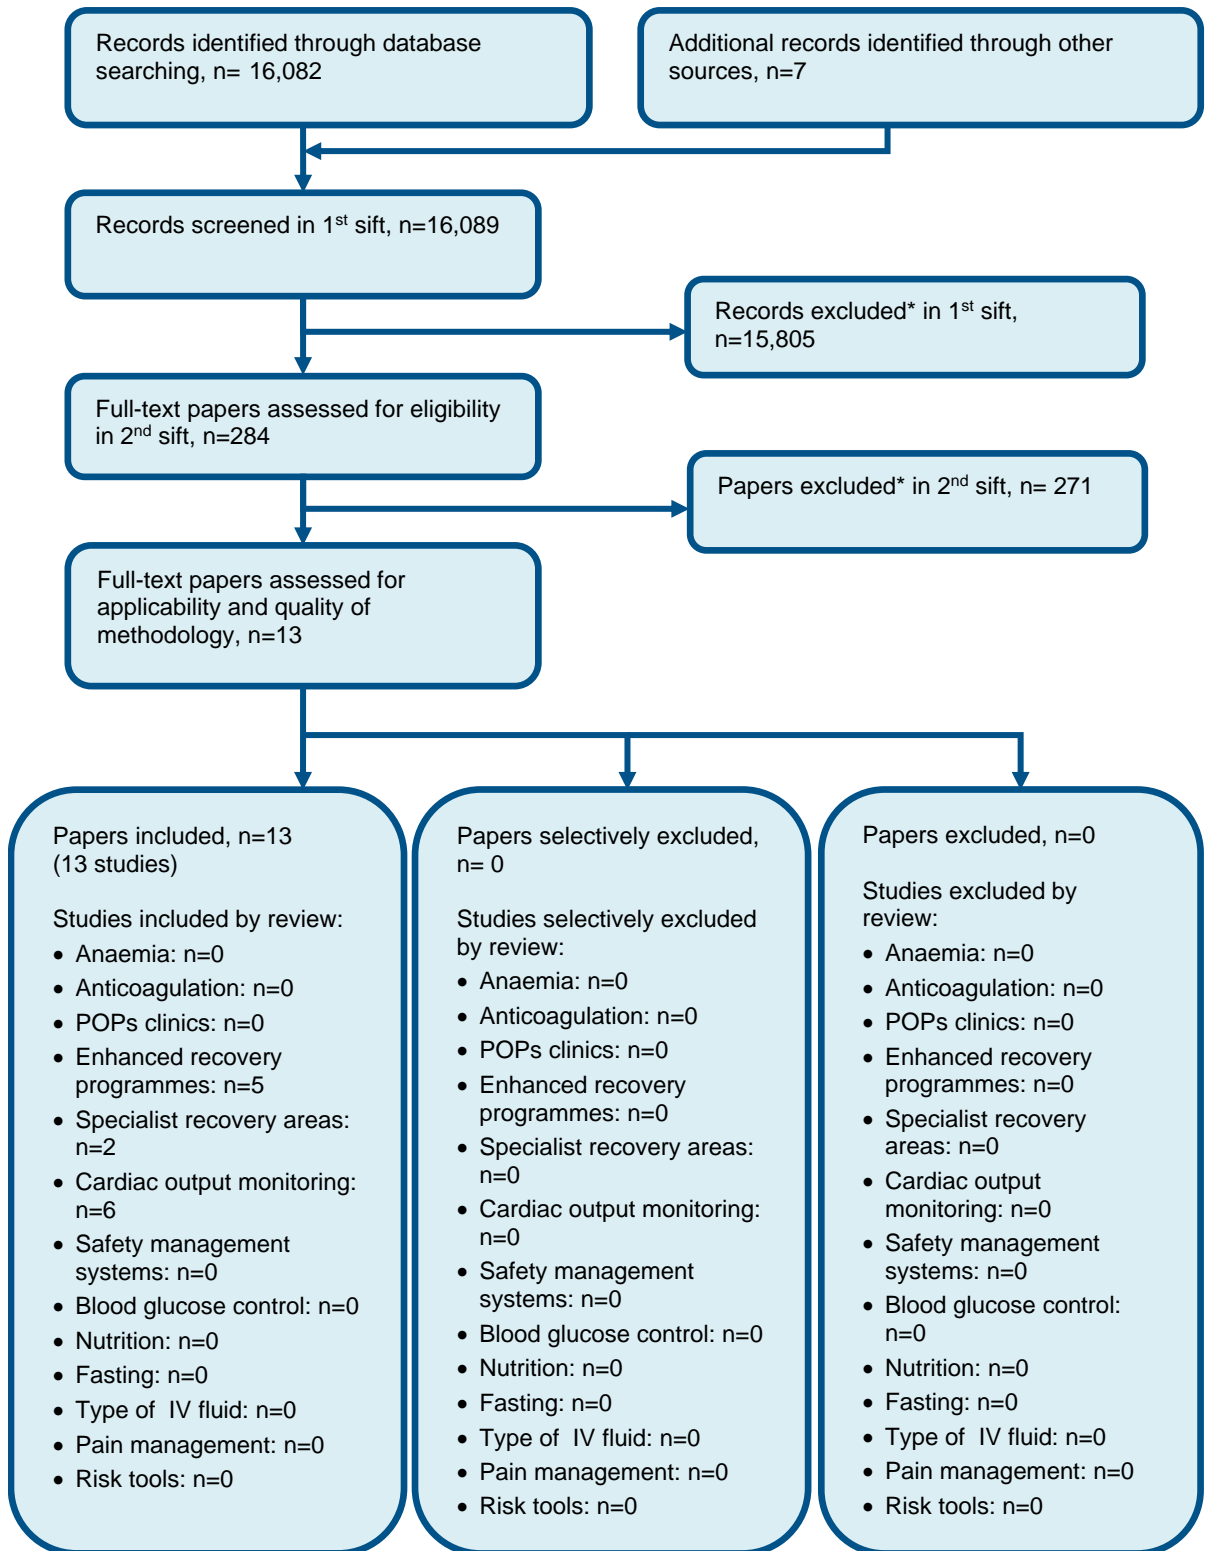 Records identified through database
searching, n= 16,082
Additional records identified through other
sources, n=7
Records screened in 1st sift, n=16,089
Records excluded* in 1st sift,
n=15,805
Full-text papers assessed for eligibility
in 2nd sift, n=284
Papers excluded* in 2nd sift, n= 271
Full-text papers assessed for
applicability and quality of
methodology, n=13
Papers included, n=13
(13 studies)
Studies included by review:
• Anaemia: n=0
• Anticoagulation: n=0
• POPs clinics: n=0
• Enhanced recovery
programmes: n=5
• Specialist recovery areas:
n=2
• Cardiac output monitoring:
n=6
• Safety management
systems: n=0
• Blood glucose control: n=0
• Nutrition: n=0
• Fasting: n=0
• Type of  IV fluid: n=0
• Pain management: n=0
• Risk tools: n=0
Papers selectively excluded,
n= 0
Studies selectively excluded
by review:
• Anaemia: n=0
• Anticoagulation: n=0
• POPs clinics: n=0
• Enhanced recovery
programmes: n=0
• Specialist recovery areas:
n=0
• Cardiac output monitoring:
n=0
• Safety management
systems: n=0
• Blood glucose control: n=0
• Nutrition: n=0
• Fasting: n=0
• Type of  IV fluid: n=0
• Pain management: n=0
• Risk tools: n=0
Papers excluded, n=0
Studies excluded by
review:
• Anaemia: n=0
• Anticoagulation: n=0
• POPs clinics: n=0
• Enhanced recovery
programmes: n=0
• Specialist recovery
areas: n=0
• Cardiac output
monitoring: n=0
• Safety management
systems: n=0
• Blood glucose control:
n=0
• Nutrition: n=0
• Fasting: n=0
• Type of  IV fluid: n=0
• Pain management: n=0
• Risk tools: n=0